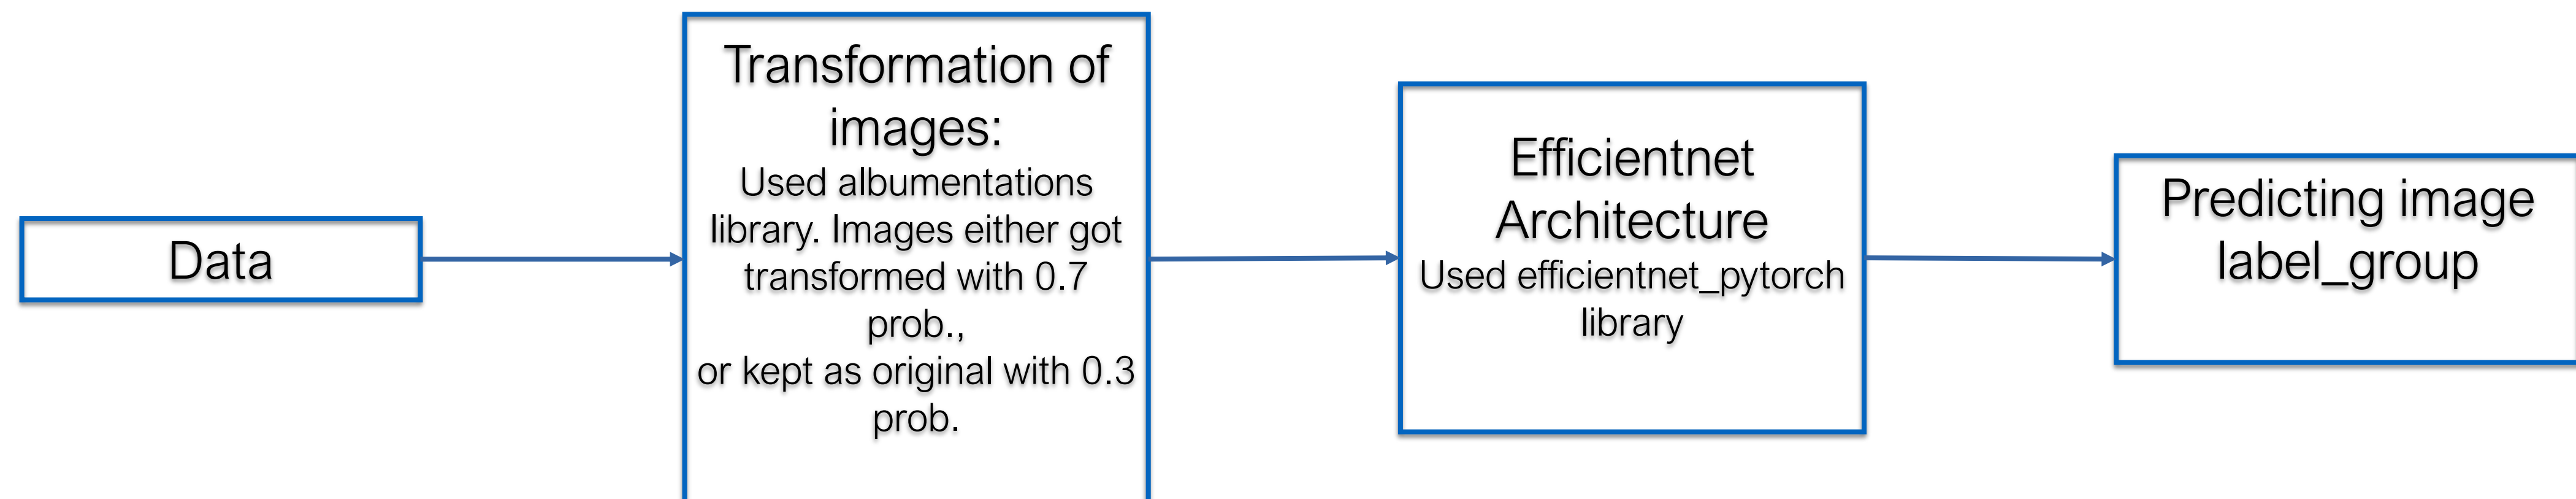 Data
Transformation of
images:
Used albumentations
library. Images either got
transformed with 0.7
prob.,
or kept as original with 0.3
prob.
Efficientnet
Architecture
Used efficientnet_pytorch
library
Predicting image
label_group